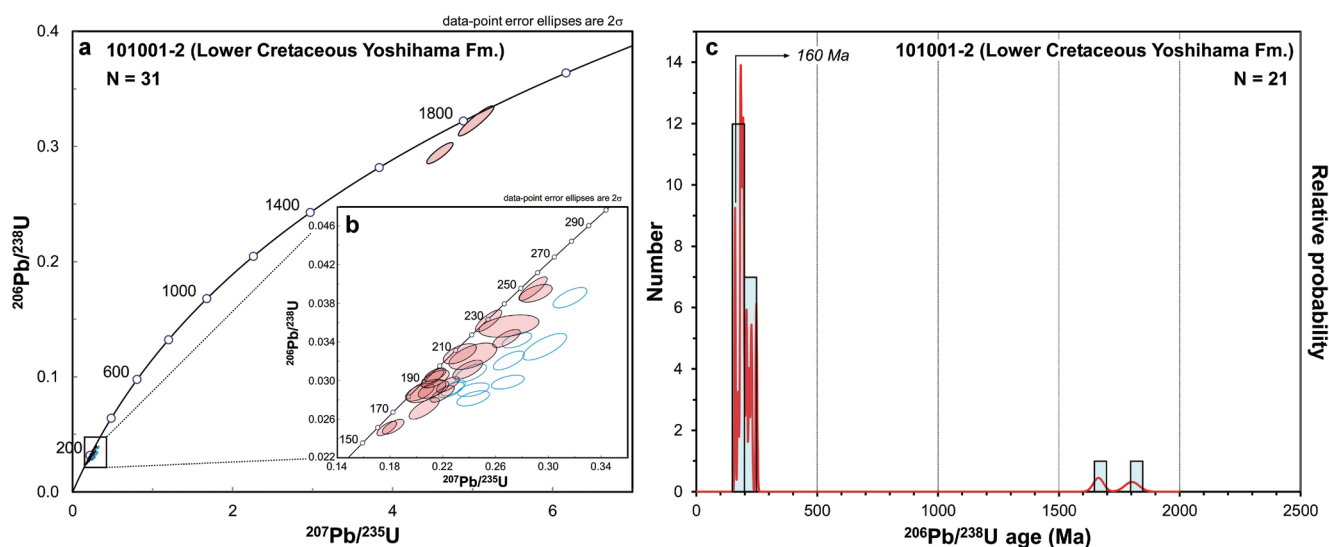 data-point error ellipses are 2σ
a
101001-2 (Lower Cretaceous Yoshihama Fm.)
N = 31
0.4
0.3
0.2
0.1
0.0
0
2
4
6
200
600
1000
1400
1800
206Pb/238U
207Pb/235U
data-point error ellipses are 2σ
b
0.046
0.042
0.038
0.034
0.030
0.026
0.022
0.14
0.18
0.22
0.26
0.30
0.34
150
170
190
210
230
250
270
290
206Pb/238U
207Pb/235U
c
160 Ma
101001-2 (Lower Cretaceous Yoshihama Fm.)
N = 21
14
12
10
8
6
4
2
0
0
500
1000
1500
2000
2500
Number
Relative probability
206Pb/238U age (Ma)